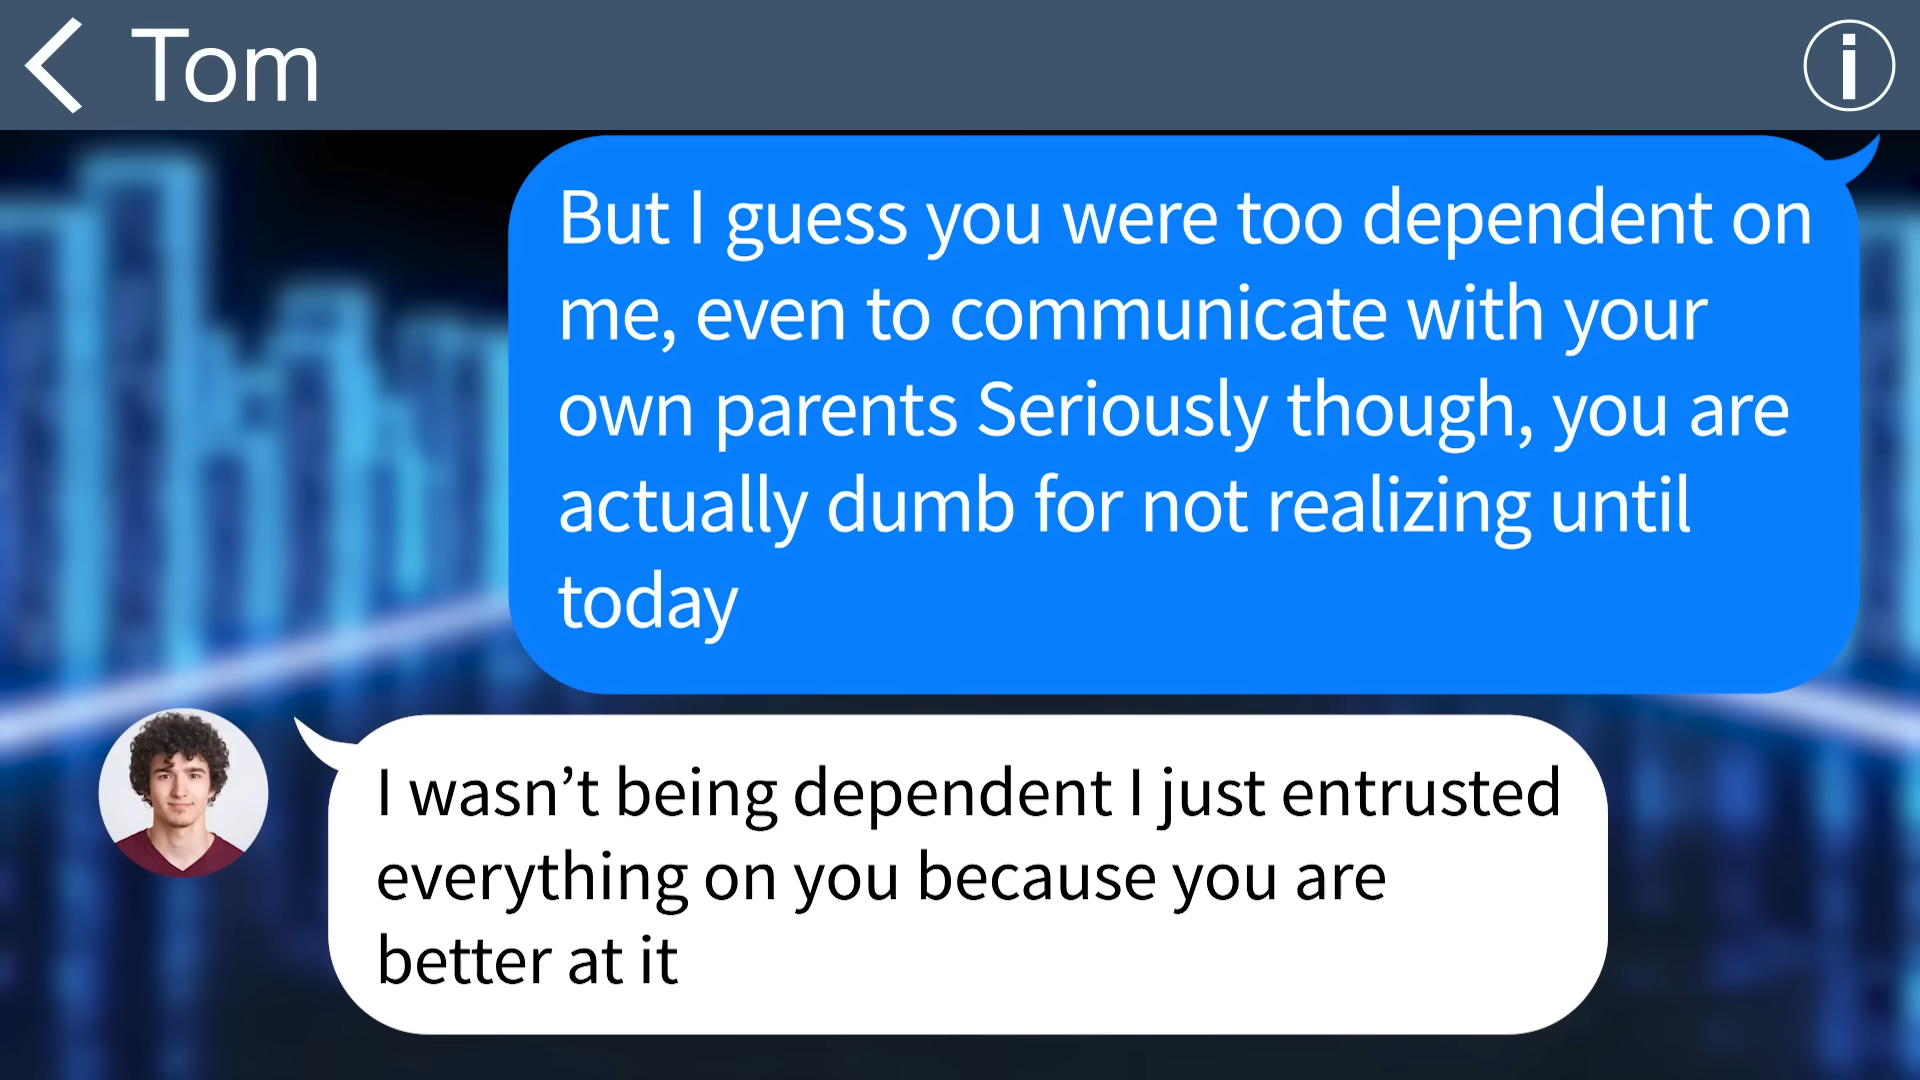 Tom
But I guess you were too dependent on
me, even to communicate with your
own parents Seriously though, you are
actually dumb for not realizing until
today
I wasn’t being dependent I just entrusted
everything on you because you are
better at it